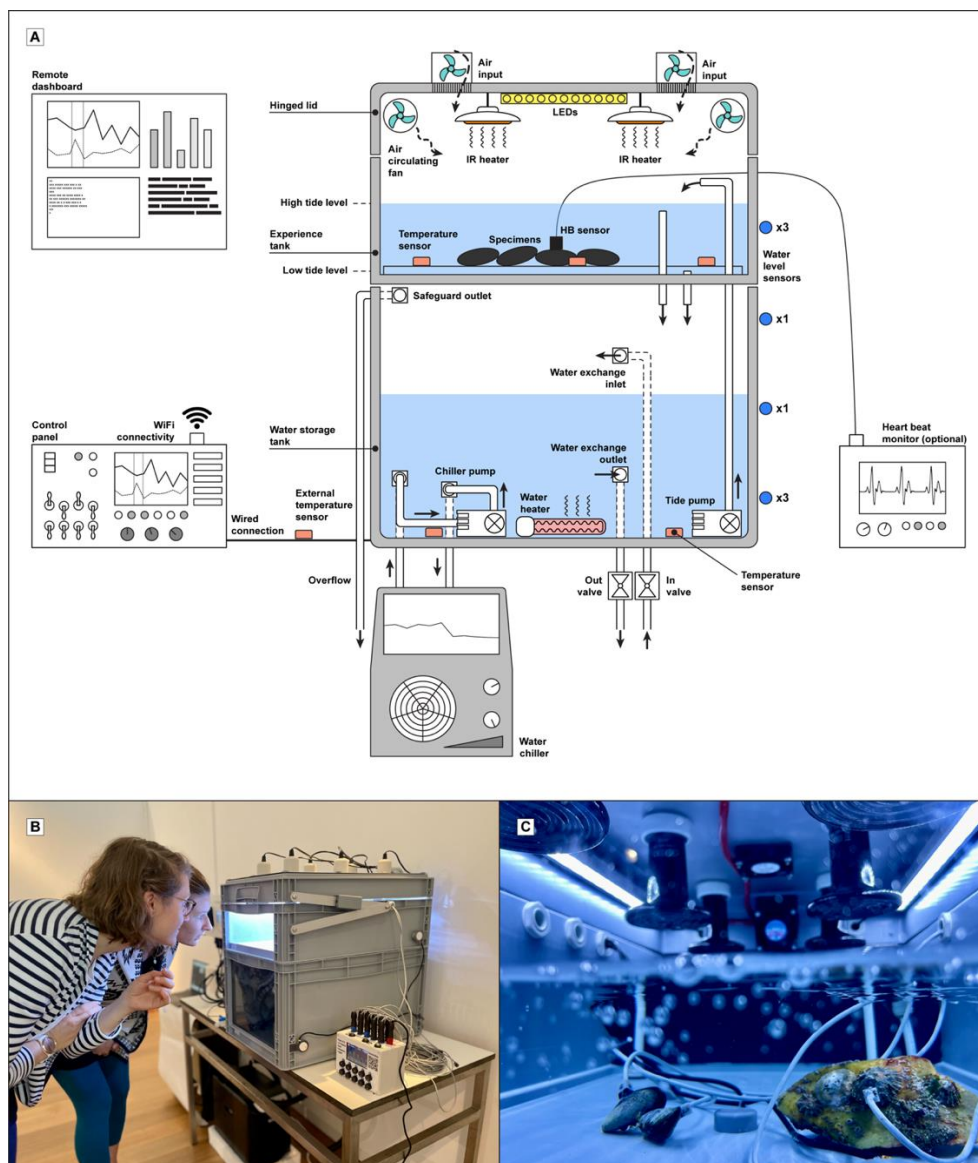 A
Remote
dashboard
Air
input
Air
input
Hinged lid
LEDs
Air
circulating
fan
IR heater
IR heater
High tide level
Experience
tank
Temperature
sensor
Specimens
HB sensor
x3
Low tide level
Water
level
sensors
Safeguard outlet
x1
Water exchange
inlet
Control
panel
WiFi
connectivity
Water storage
tank
x1
Heart beat
monitor (optional)
Water exchange
outlet
Chiller pump
Water
heater
Tide pump
x3
External
temperature
sensor
Wired
connection
Overflow
Out
valve
In
valve
Temperature
sensor
Water
chiller
B
C